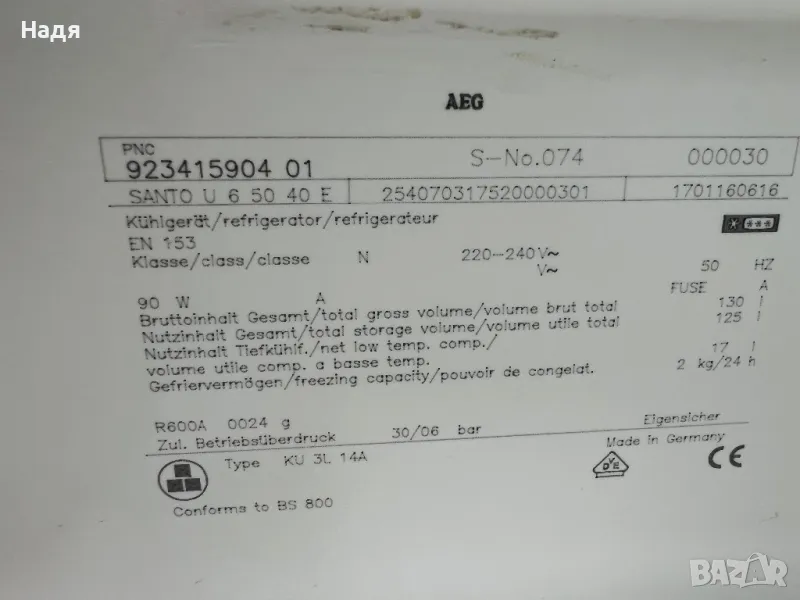 Надя
AEG
PNC
923415904 01 S-No.074 000030
SANTO U 6 50 40 E 254070317520000301 1701160616
Kühlgerät/refrigerator/refrigerateur
EN 153
Klasse/class/classe N 220-240V~ 50 HZ
V~
FUSE A
90 W A
Bruttoinhalt Gesamt/total gross volume/volume brut total 130 l
Nutzinhalt Gesamt/total storage volume/volume utile total 125 l
Nutzinhalt Tiefkühlf./net low temp. comp./
volume utile comp. a basse temp. 17 l
Gefriervermögen/freezing capacity/pouvoir de congelat. 2 kg/24 h
R600A 0024 g
Zul. Betriebsüberdruck 30/06 bar
Eigensicher
Made in Germany
Type KU 3L 14A
DVE
CE
Conforms to BS 800
BAZAR